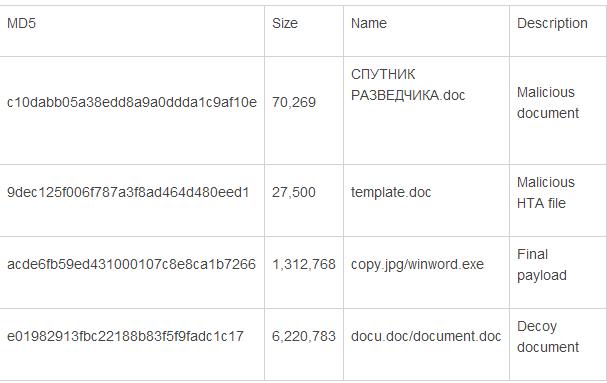 MD5 Size Name Description
c10dabb05a38edd8a9a0ddda1c9af10e 70,269 СПУТНИК
РАЗВЕДЧИКА.doc Malicious
document
9dec125f006f787a3f8ad464d480eed1 27,500 template.doc Malicious
HTA file
acde6fb59ed431000107c8e8ca1b7266 1,312,768 copy.jpg/winword.exe Final
payload
e01982913fbc22188b83f5f9fadc1c17 6,220,783 docu.doc/document.doc Decoy
document